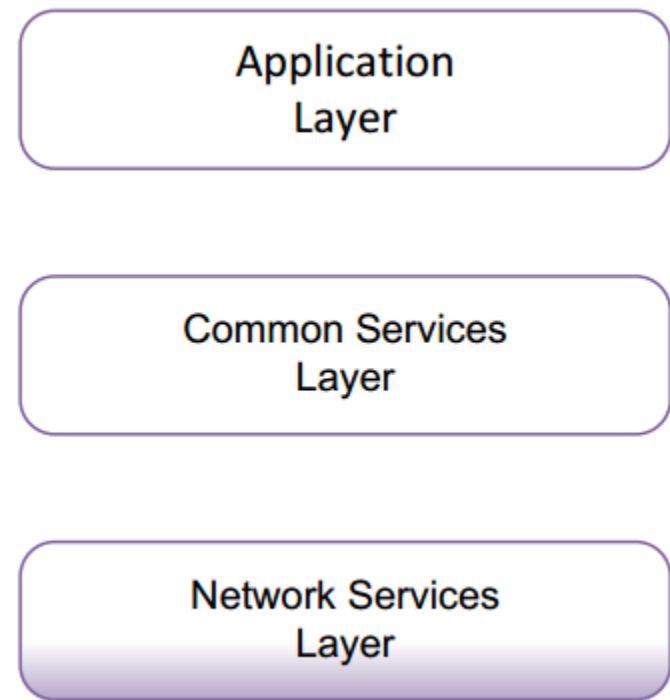 Application
Layer
Common Services
Layer
Network Services
Layer